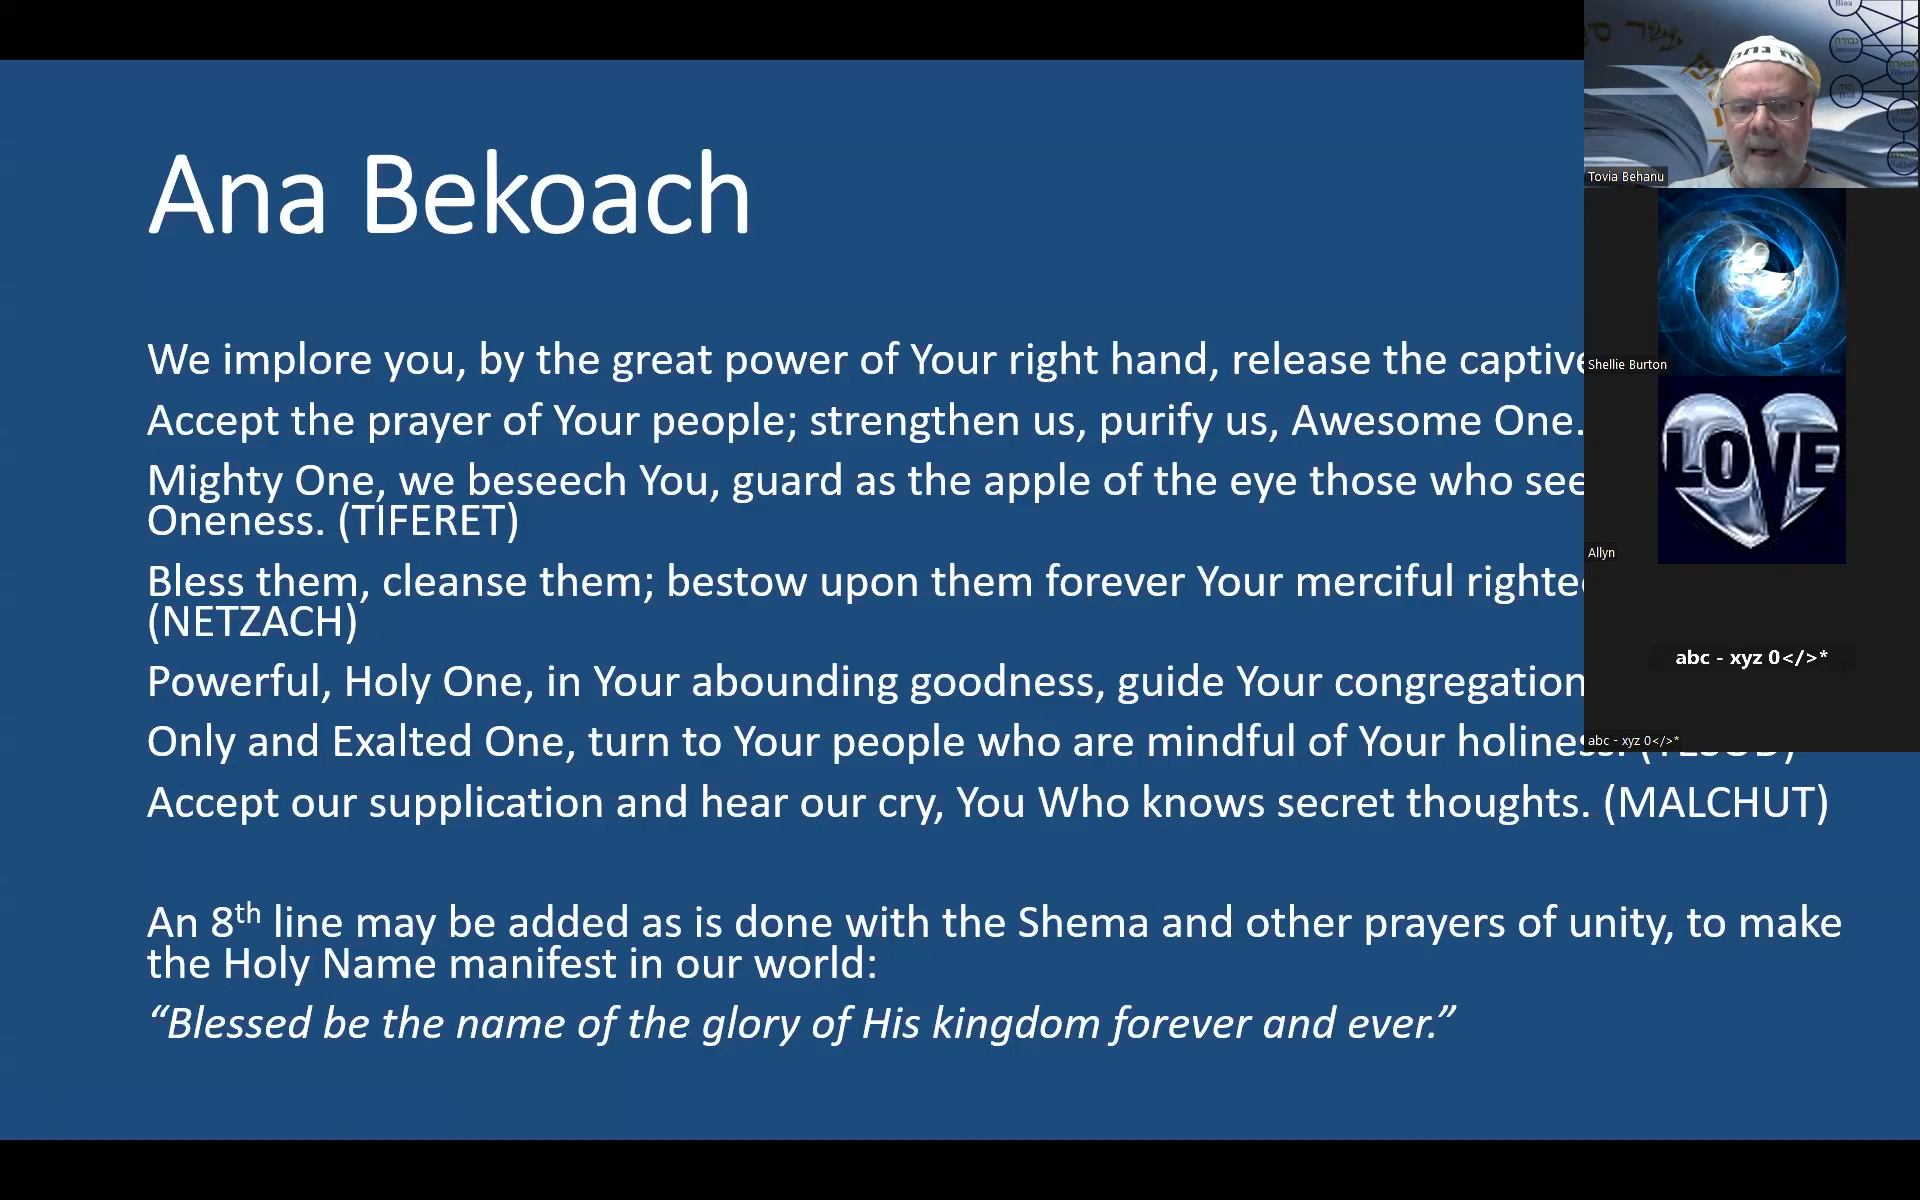 Ana Bekoach
We implore you, by the great power of Your right hand, release the captive
Accept the prayer of Your people; strengthen us, purify us, Awesome One.
Mighty One, we beseech You, guard as the apple of the eye those who see
Oneness. (TIFERET)
Bless them, cleanse them; bestow upon them forever Your merciful righte
(NETZACH)
Powerful, Holy One, in Your abounding goodness, guide Your congregation
Only and Exalted One, turn to Your people who are mindful of Your holiness.
Accept our supplication and hear our cry, You Who knows secret thoughts. (MALCHUT)
An 8th line may be added as is done with the Shema and other prayers of unity, to make
the Holy Name manifest in our world:
“Blessed be the name of the glory of His kingdom forever and ever.”
Tovia Behanu
Shellie Burton
LOVE
Allyn
abc - xyz 0</>*
abc - xyz 0</>*